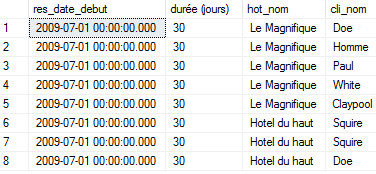 res_date_debut durée (jours) hot_nom cli_nom
1 2009-07-01 00:00:00.000 30 Le Magnifique Doe
2 2009-07-01 00:00:00.000 30 Le Magnifique Homme
3 2009-07-01 00:00:00.000 30 Le Magnifique Paul
4 2009-07-01 00:00:00.000 30 Le Magnifique White
5 2009-07-01 00:00:00.000 30 Le Magnifique Claypool
6 2009-07-01 00:00:00.000 30 Hotel du haut Squire
7 2009-07-01 00:00:00.000 30 Hotel du haut Squire
8 2009-07-01 00:00:00.000 30 Hotel du haut Doe